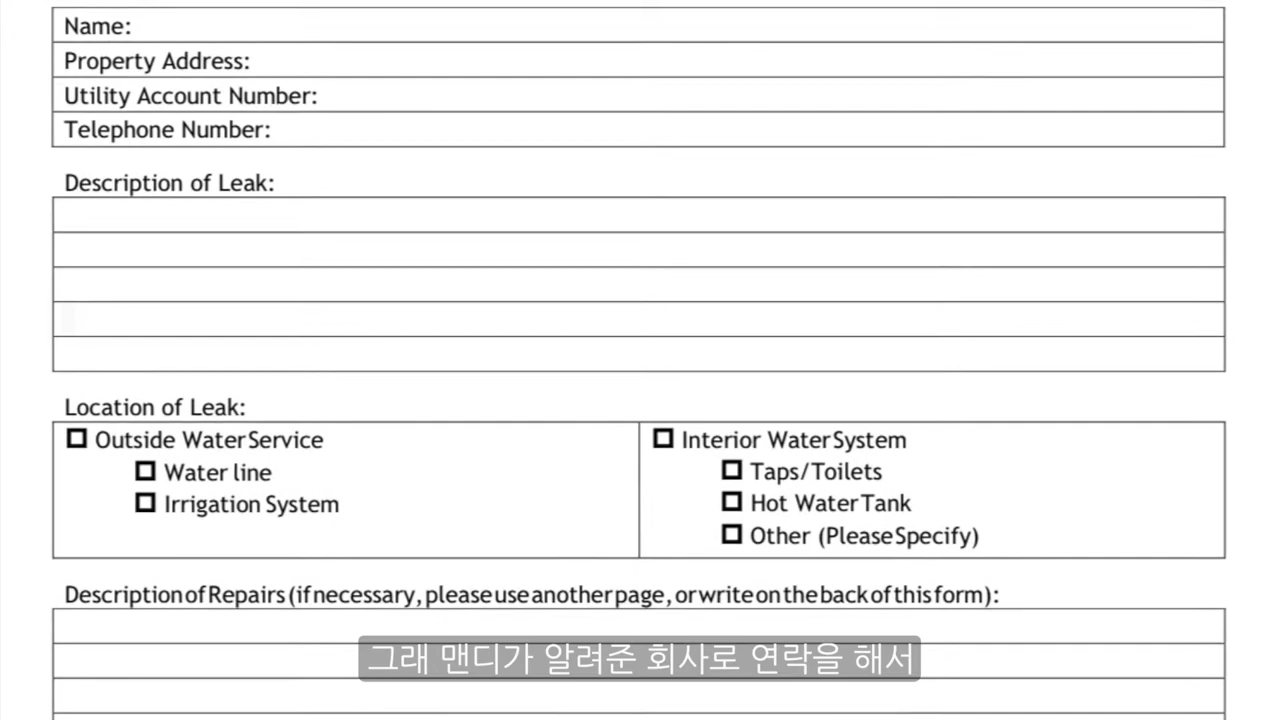 Name:
Property Address:
Utility Account Number:
Telephone Number:
Description of Leak:
Location of Leak:
Outside Water Service
Water line
Irrigation System
Interior Water System
Taps/Toilets
Hot Water Tank
Other (Please Specify)
Description of Repairs (if necessary, please use another page, or write on the back of this form):
그래 맨디가 알려준 회사로 연락을 해서